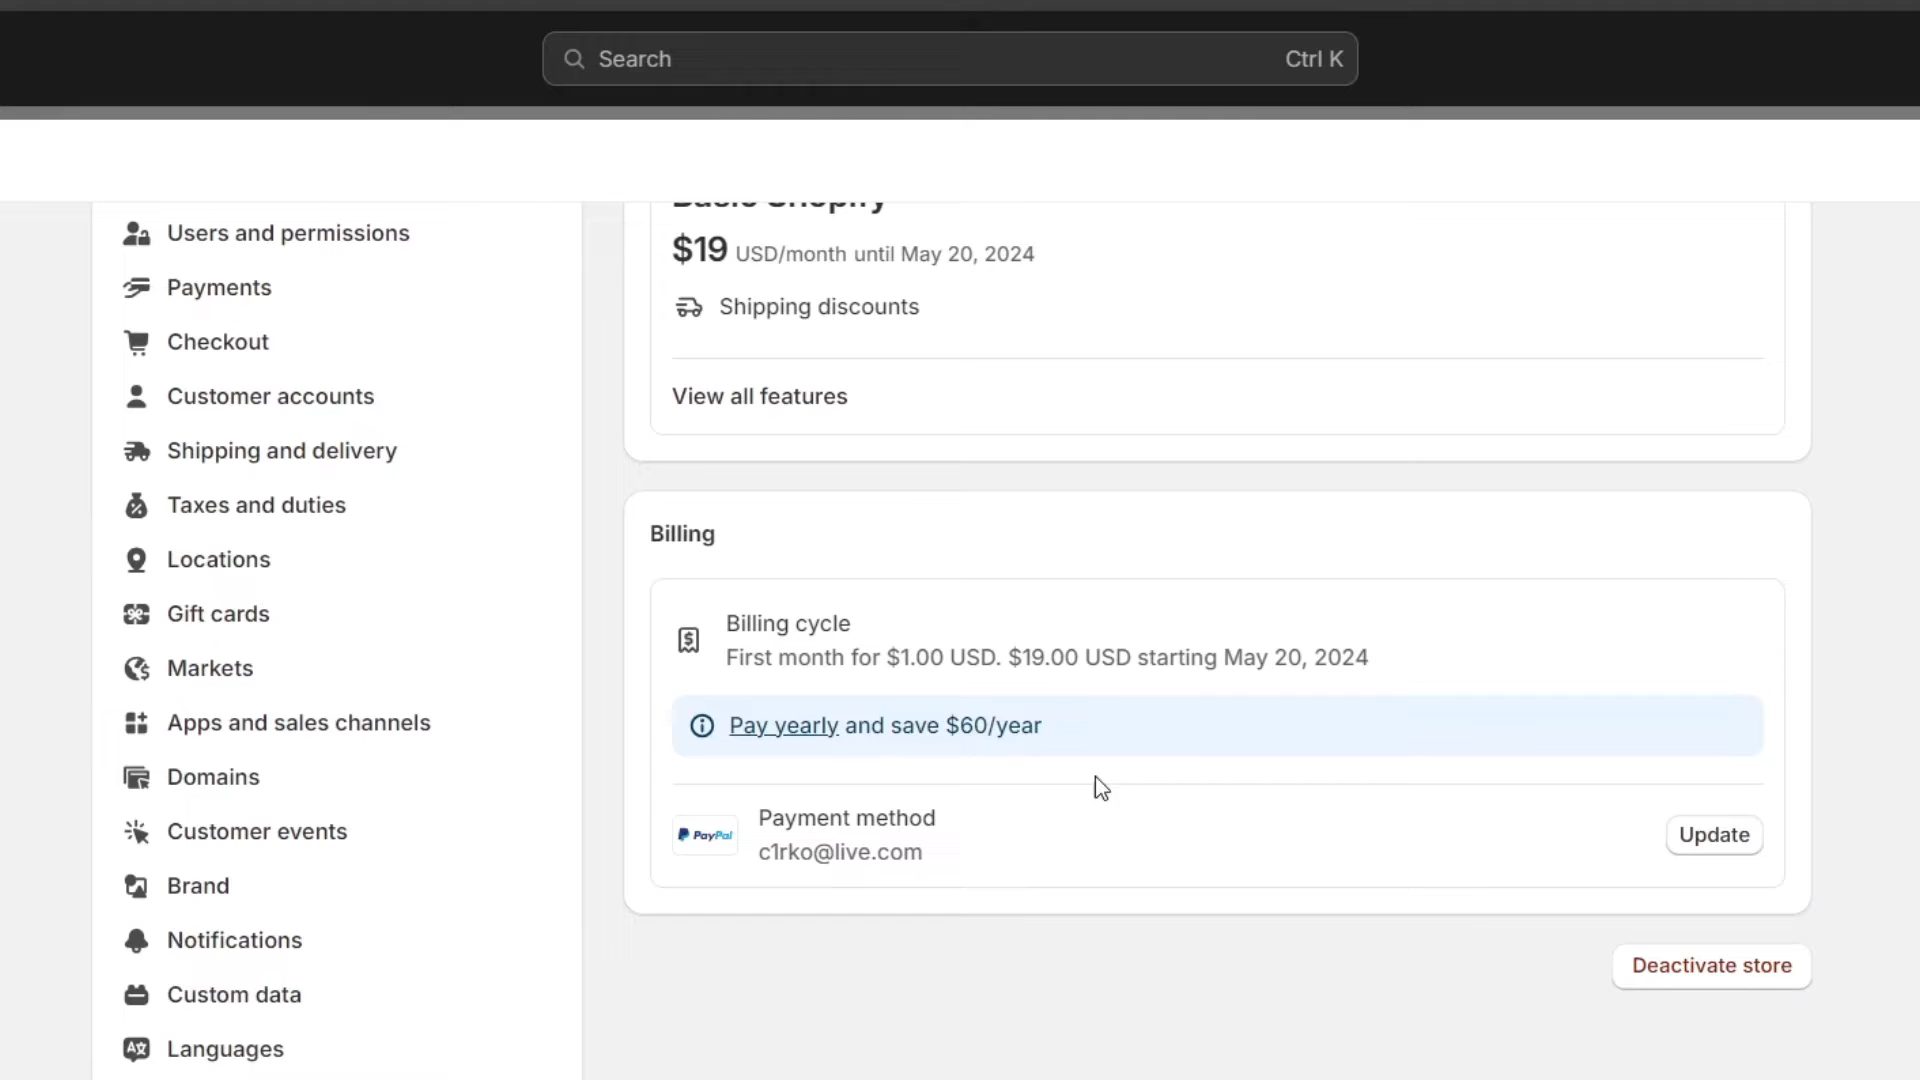 Search Ctrl K
Users and permissions
Payments
Checkout
Customer accounts
Shipping and delivery
Taxes and duties
Locations
Gift cards
Markets
Apps and sales channels
Domains
Customer events
Brand
Notifications
Custom data
Languages
Basic Shopify
$19 USD/month until May 20, 2024
Shipping discounts
View all features
Billing
Billing cycle
First month for $1.00 USD. $19.00 USD starting May 20, 2024
Pay yearly and save $60/year
PayPal
Payment method
c1rko@live.com
Update
Deactivate store